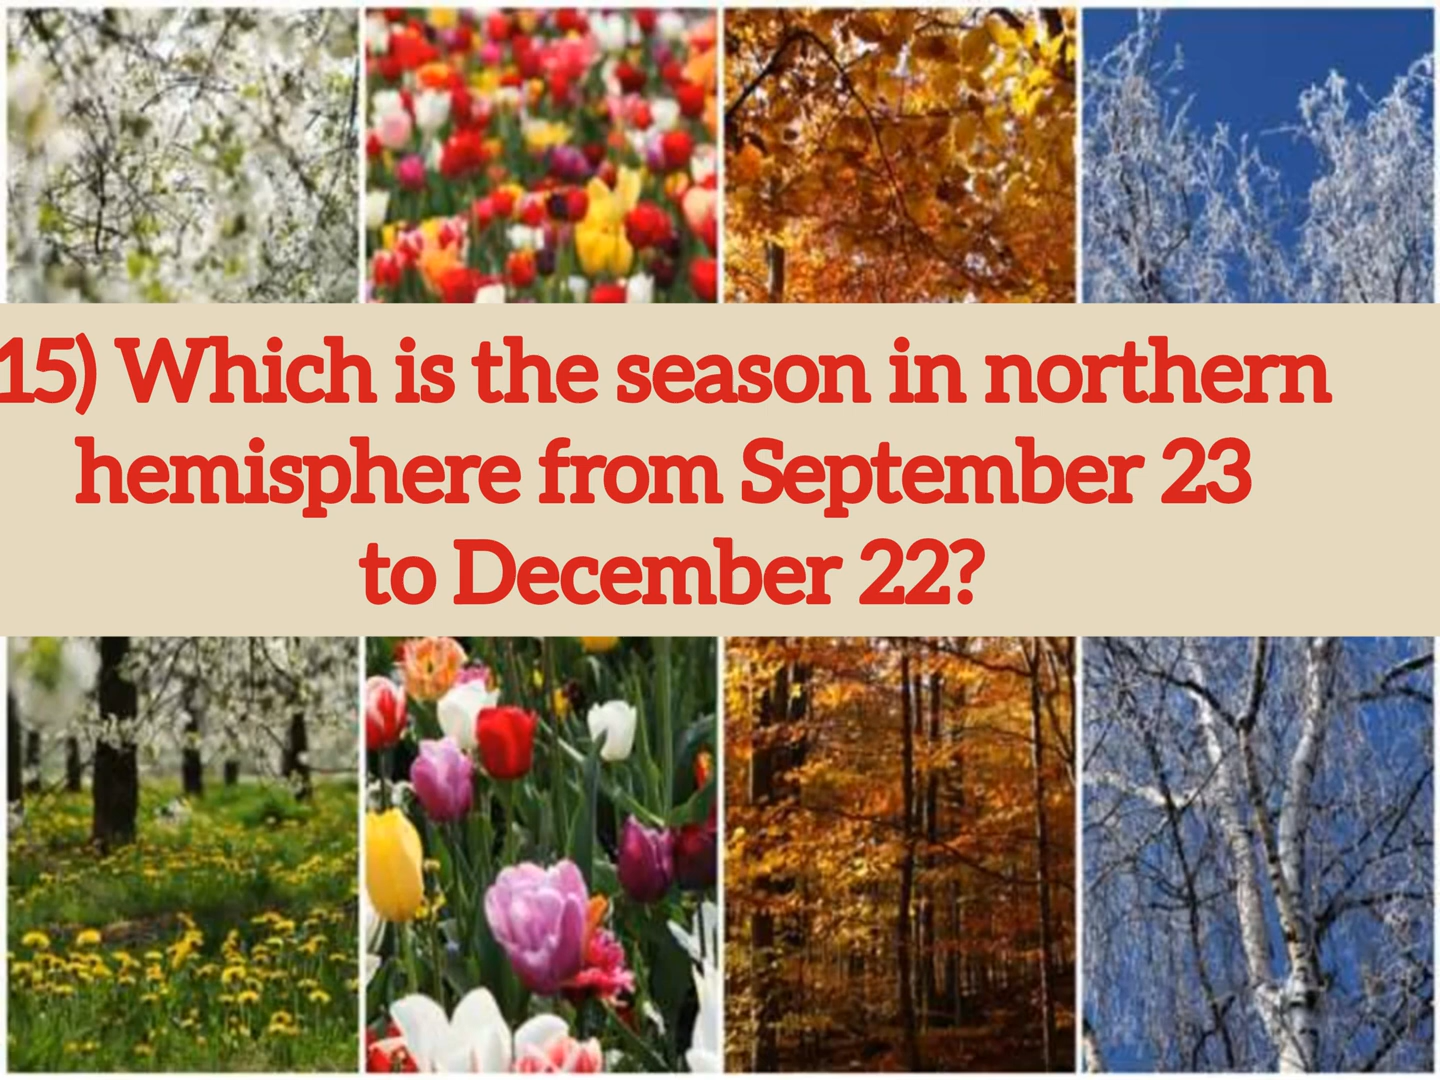 15) Which is the season in northern
hemisphere from September 23
to December 22?